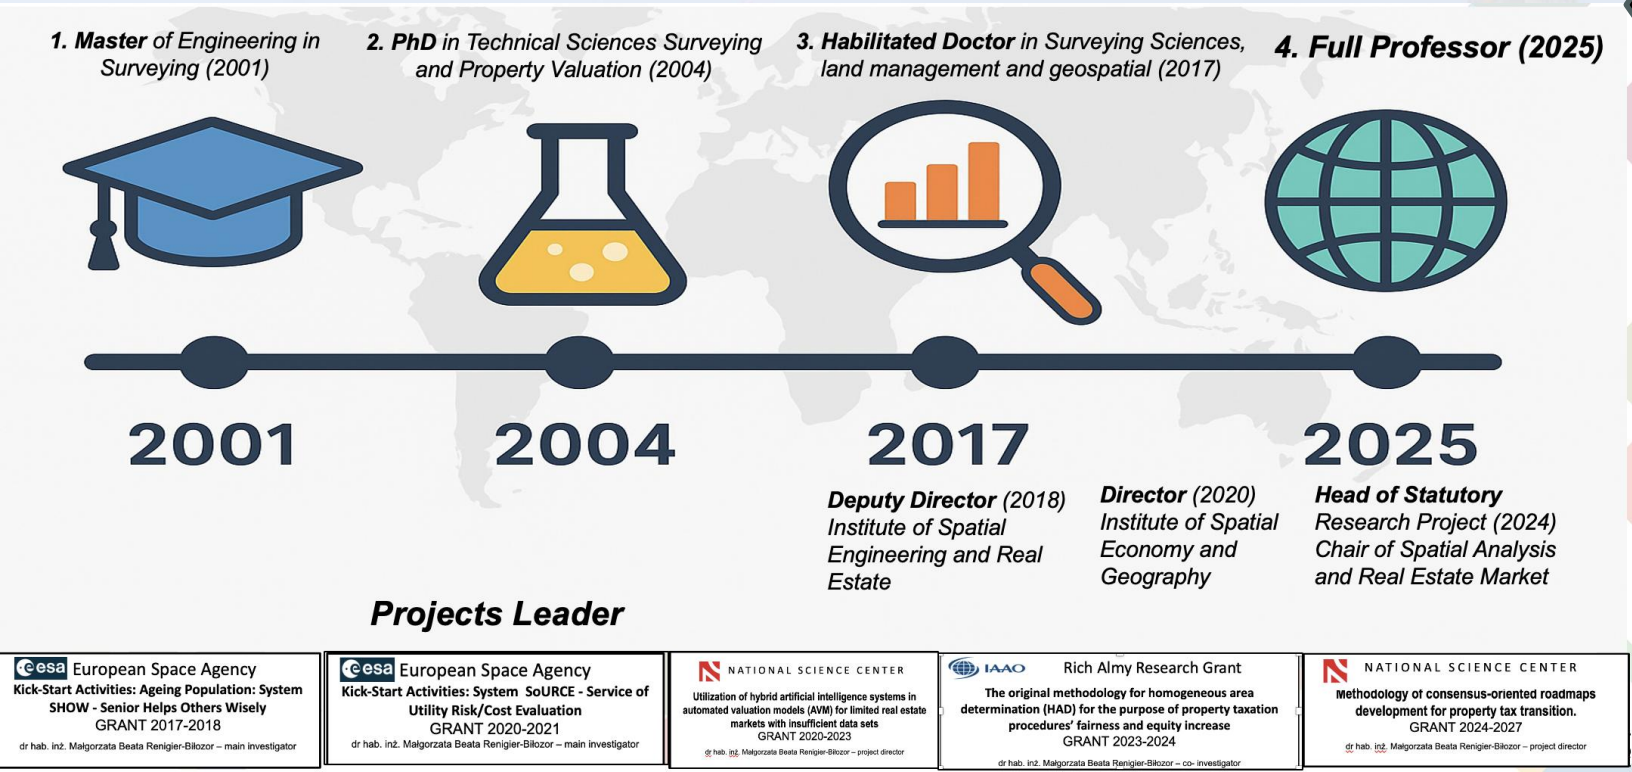 1. Master of Engineering in
Surveying (2001)
2. PhD in Technical Sciences Surveying
and Property Valuation (2004)
3. Habilitated Doctor in Surveying Sciences,
land management and geospatial (2017)
4. Full Professor (2025)
2001
2004
2017
2025
Deputy Director (2018)
Institute of Spatial
Engineering and Real
Estate
Director (2020)
Institute of Spatial
Economy and
Geography
Head of Statutory
Research Project (2024)
Chair of Spatial Analysis
and Real Estate Market
Projects Leader
esa European Space Agency
Kick-Start Activities: Ageing Population: System
SHOW - Senior Helps Others Wisely
GRANT 2017-2018
dr hab. inż. Małgorzata Beata Renigier-Biłozor – main investigator
esa European Space Agency
Kick-Start Activities: System SoURCE - Service of
Utility Risk/Cost Evaluation
GRANT 2020-2021
dr hab. inż. Małgorzata Beata Renigier-Biłozor – main investigator
NATIONAL SCIENCE CENTER
Utilization of hybrid artificial intelligence systems in
automated valuation models (AVM) for limited real estate
markets with insufficient data sets
GRANT 2020-2023
dr hab. inż. Małgorzata Beata Renigier-Biłozor – project director
IAAO Rich Almy Research Grant
The original methodology for homogeneous area
determination (HAD) for the purpose of property taxation
procedures' fairness and equity increase
GRANT 2023-2024
dr hab. inż. Małgorzata Beata Renigier-Biłozor – co- investigator
NATIONAL SCIENCE CENTER
Methodology of consensus-oriented roadmaps
development for property tax transition.
GRANT 2024-2027
dr hab. inż. Małgorzata Beata Renigier-Biłozor – project director